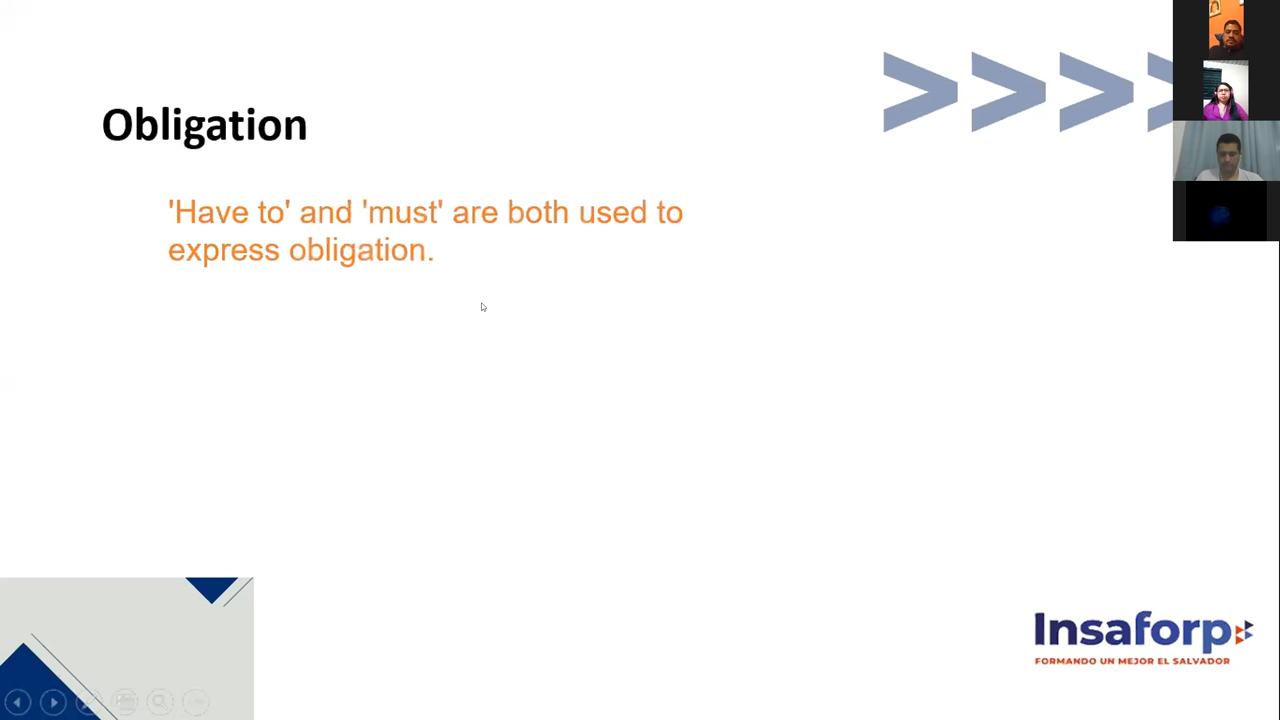 Obligation
'Have to' and 'must' are both used to
express obligation.
Insaforp
FORMANDO UN MEJOR EL SALVADOR